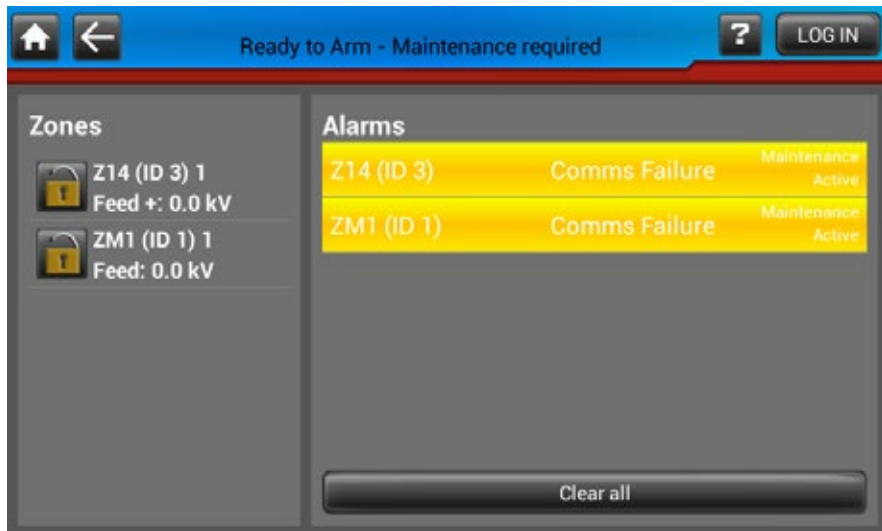 Ready to Arm - Maintenance required
?
LOG IN
Zones
Z14 (ID 3) 1
Feed +: 0.0 kV
ZM1 (ID 1) 1
Feed: 0.0 kV
Alarms
Z14 (ID 3) Comms Failure Maintenance
Active
ZM1 (ID 1) Comms Failure Maintenance
Active
Clear all